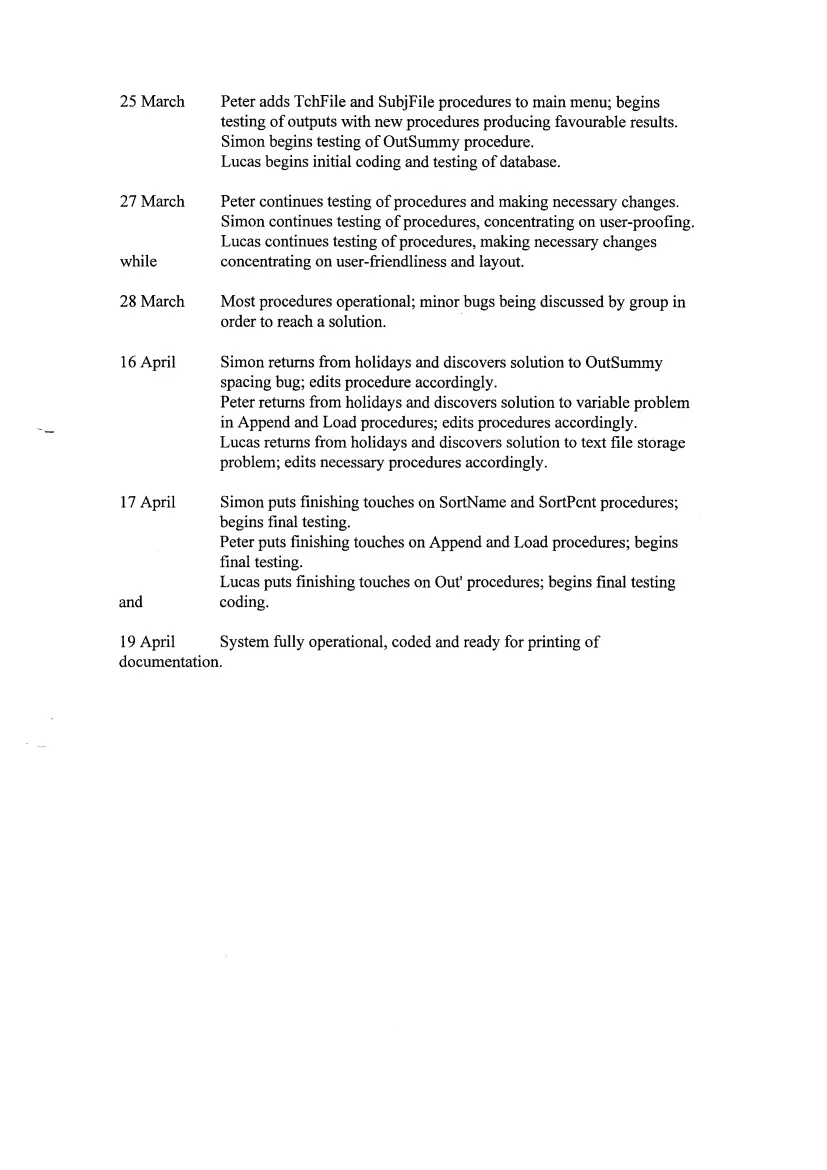 25 March Peter adds TchFile and SubjFile procedures to main menu; begins
testing of outputs with new procedures producing favourable results.
Simon begins testing of OutSummy procedure.
Lucas begins initial coding and testing of database.
27 March Peter continues testing of procedures and making necessary changes.
Simon continues testing of procedures, concentrating on user-proofing.
Lucas continues testing of procedures, making necessary changes
while concentrating on user-friendliness and layout.
28 March Most procedures operational; minor bugs being discussed by group in
order to reach a solution.
16 April Simon returns from holidays and discovers solution to OutSummy
spacing bug; edits procedure accordingly.
Peter returns from holidays and discovers solution to variable problem
in Append and Load procedures; edits procedures accordingly.
Lucas returns from holidays and discovers solution to text file storage
problem; edits necessary procedures accordingly.
17 April Simon puts finishing touches on SortName and SortPcnt procedures;
begins final testing.
Peter puts finishing touches on Append and Load procedures; begins
final testing.
Lucas puts finishing touches on Out' procedures; begins final testing
and coding.
19 April System fully operational, coded and ready for printing of
documentation.